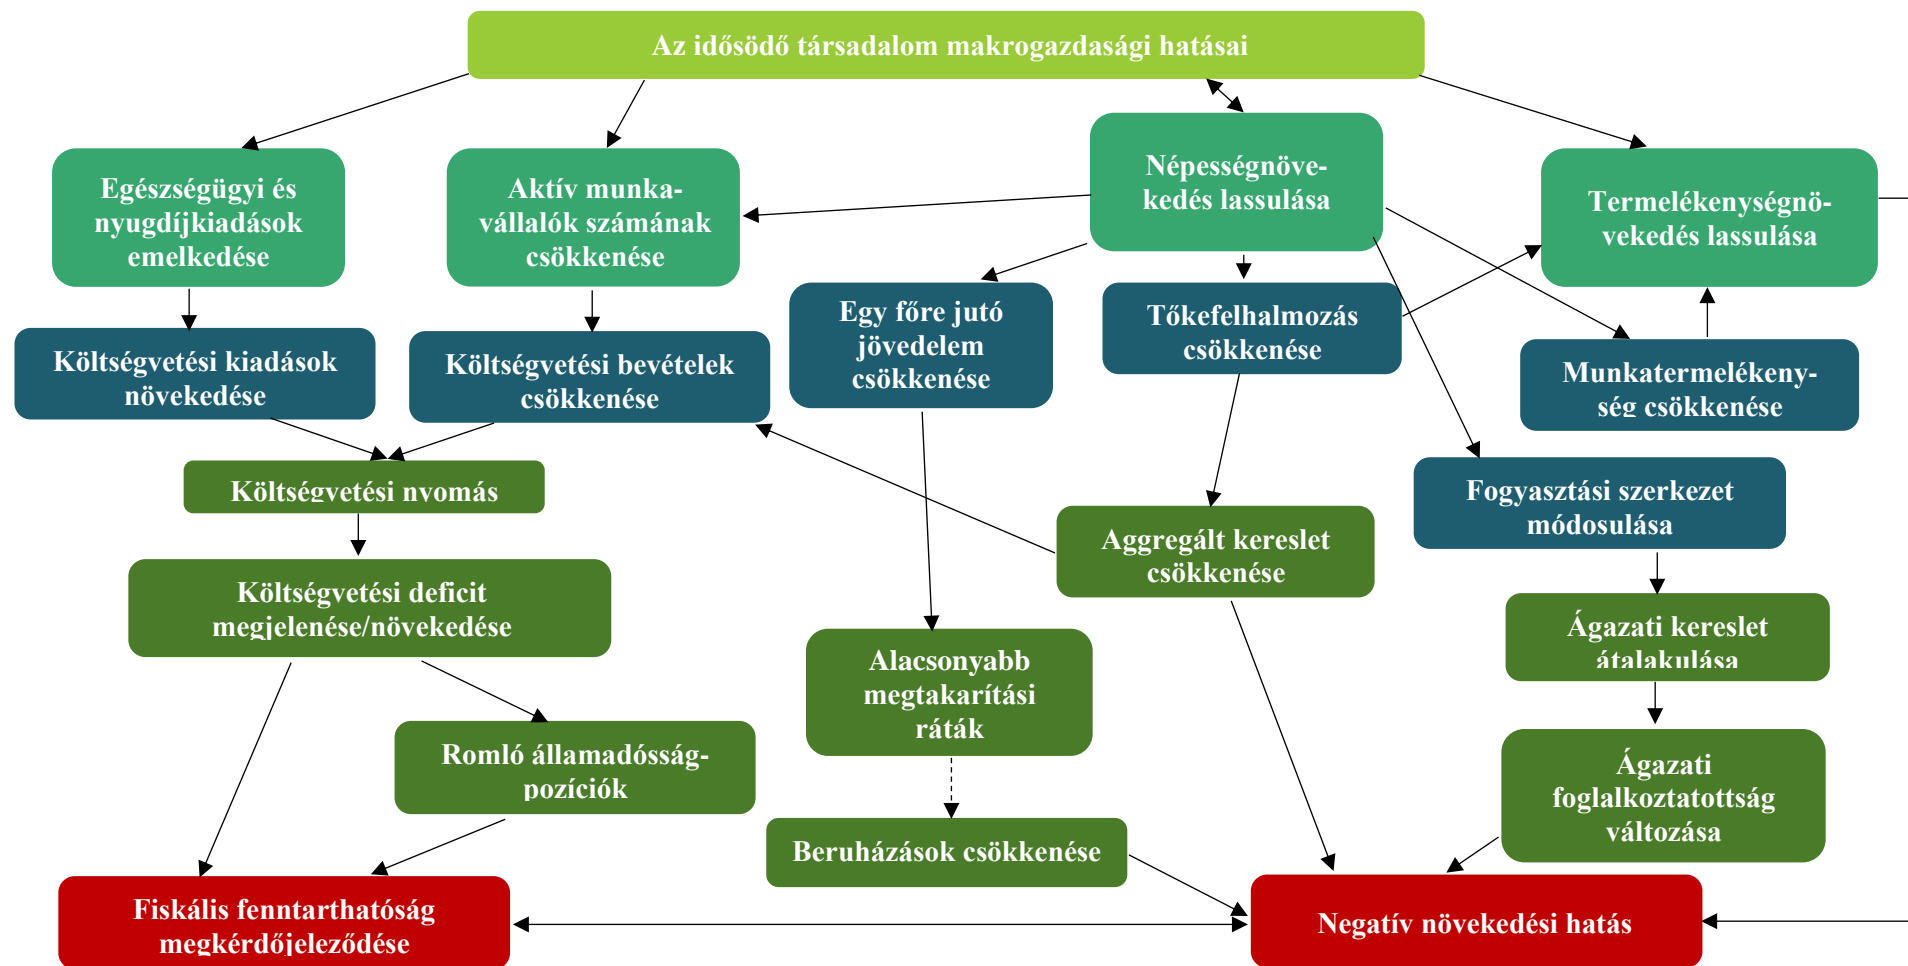 Az idősödő társadalom makrogazdasági hatásai
Egészségügyi és
nyugdíjkiadások
emelkedése
Aktív munka-
vállalók számának
csökkenése
Népességnöve-
kedés lassulása
Termelékenységnö-
vekedés lassulása
Költségvetési kiadások
növekedése
Költségvetési bevételek
csökkenése
Egy főre jutó
jövedelem
csökkenése
Tőkefelhalmozás
csökkenése
Munkatermelékeny-
ség csökkenése
Költségvetési nyomás
Fogyasztási szerkezet
módosulása
Aggregált kereslet
csökkenése
Költségvetési deficit
megjelenése/növekedése
Ágazati kereslet
átalakulása
Alacsonyabb
megtakarítási
ráták
Romló államadósság-
pozíciók
Ágazati
foglalkoztatottság
változása
Beruházások csökkenése
Fiskális fenntarthatóság
megkérdőjeleződése
Negatív növekedési hatás